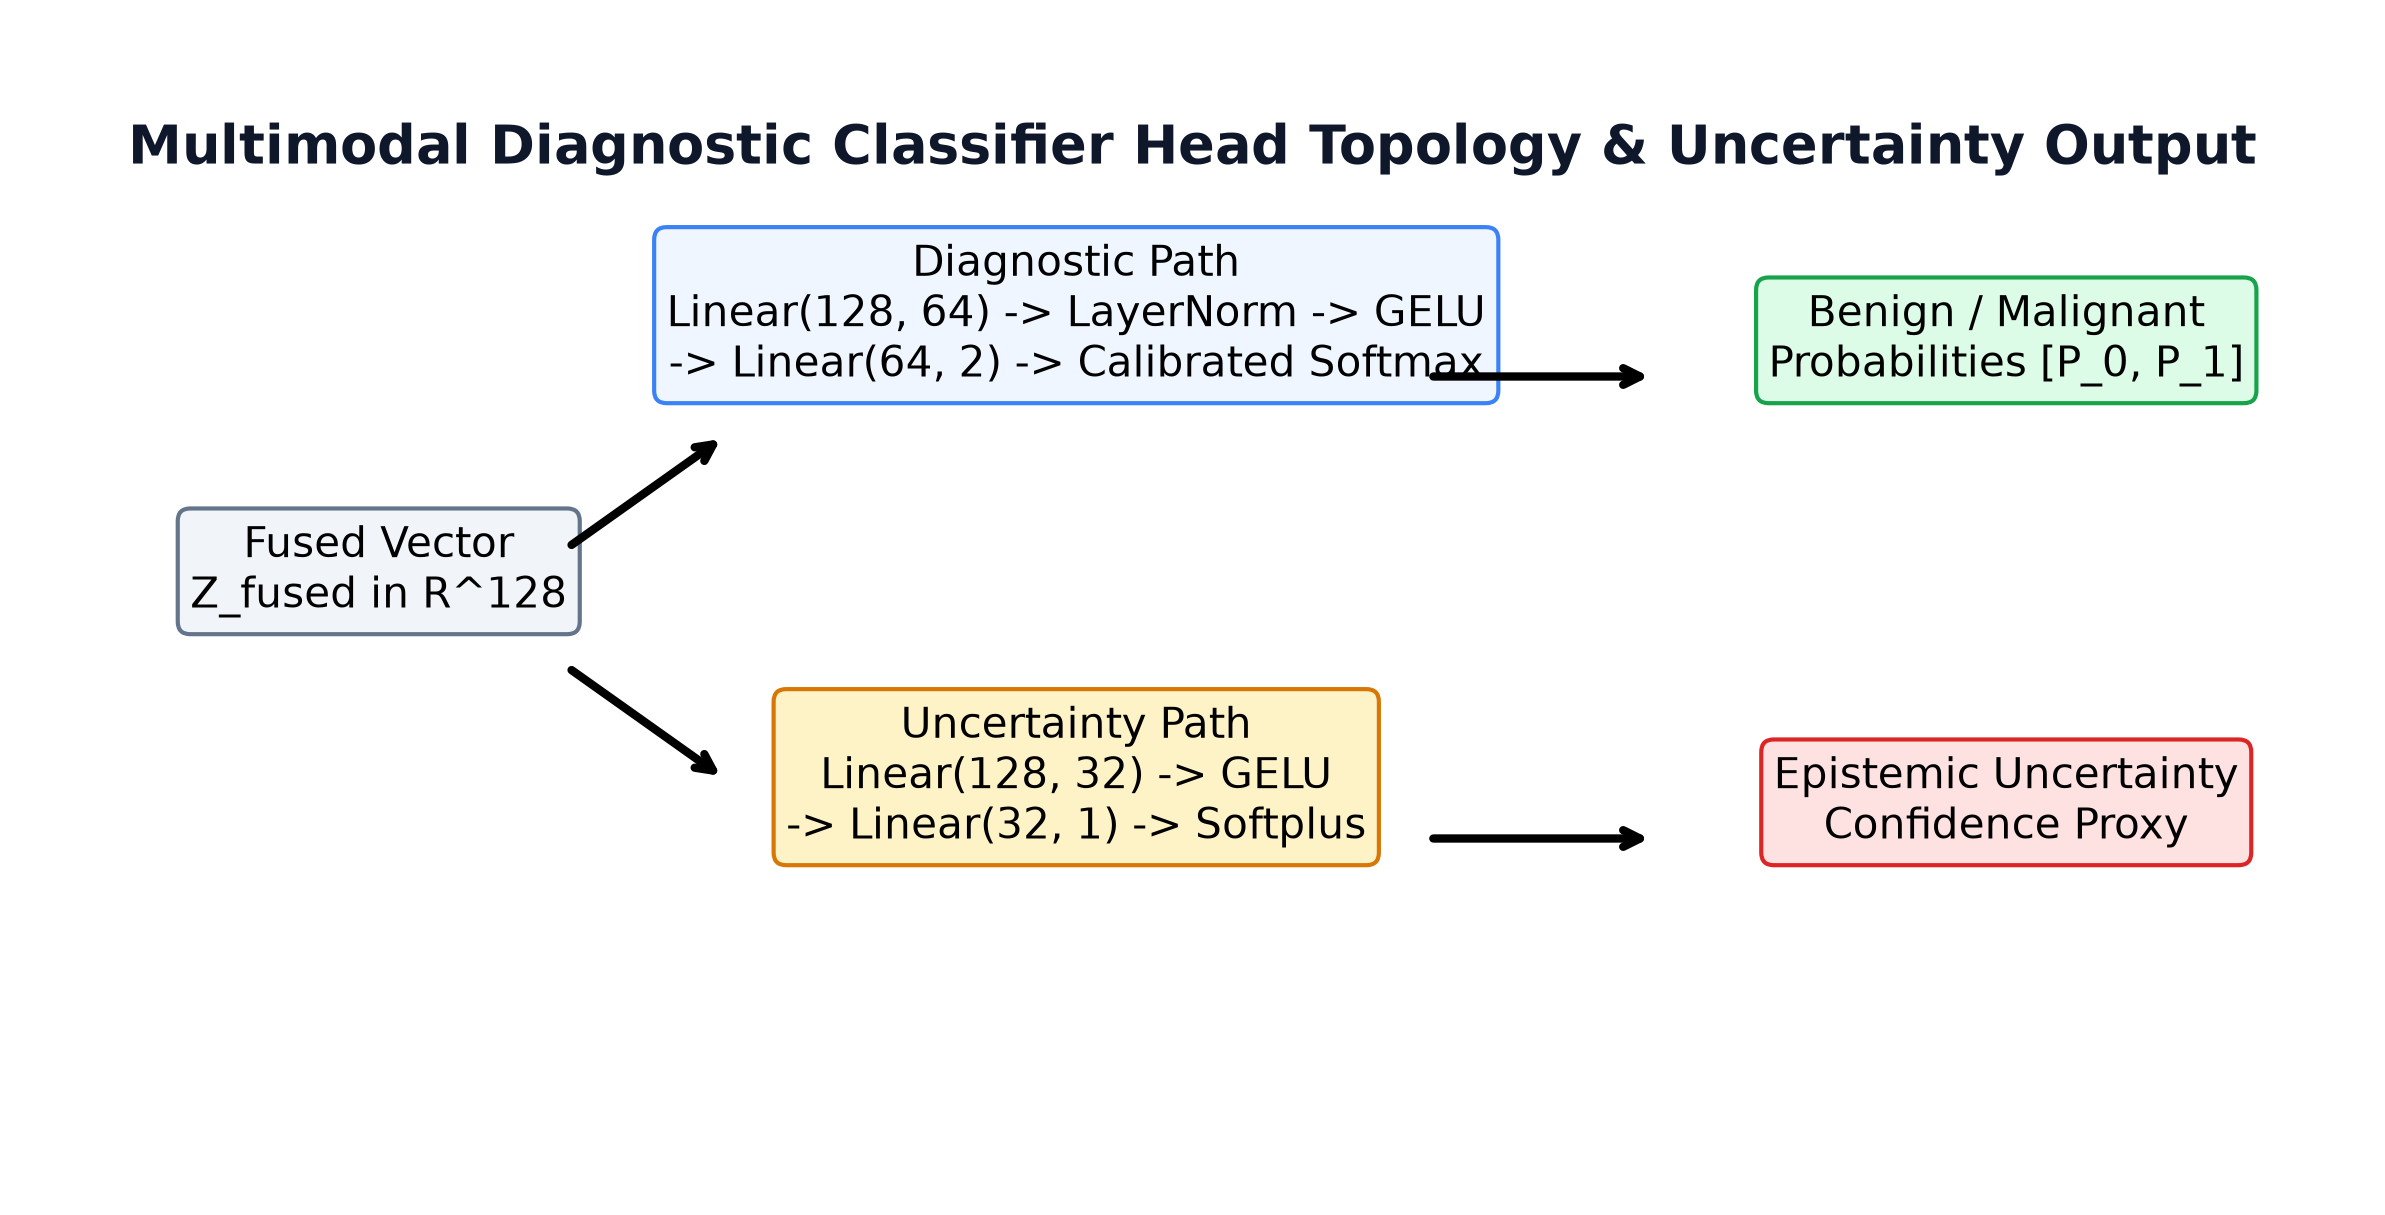 Multimodal Diagnostic Classifier Head Topology & Uncertainty Output
Diagnostic Path
Linear(128, 64) -> LayerNorm -> GELU
-> Linear(64, 2) -> Calibrated Softmax
Benign / Malignant
Probabilities [P_0, P_1]
Fused Vector
Z_fused in R^128
Uncertainty Path
Linear(128, 32) -> GELU
-> Linear(32, 1) -> Softplus
Epistemic Uncertainty
Confidence Proxy